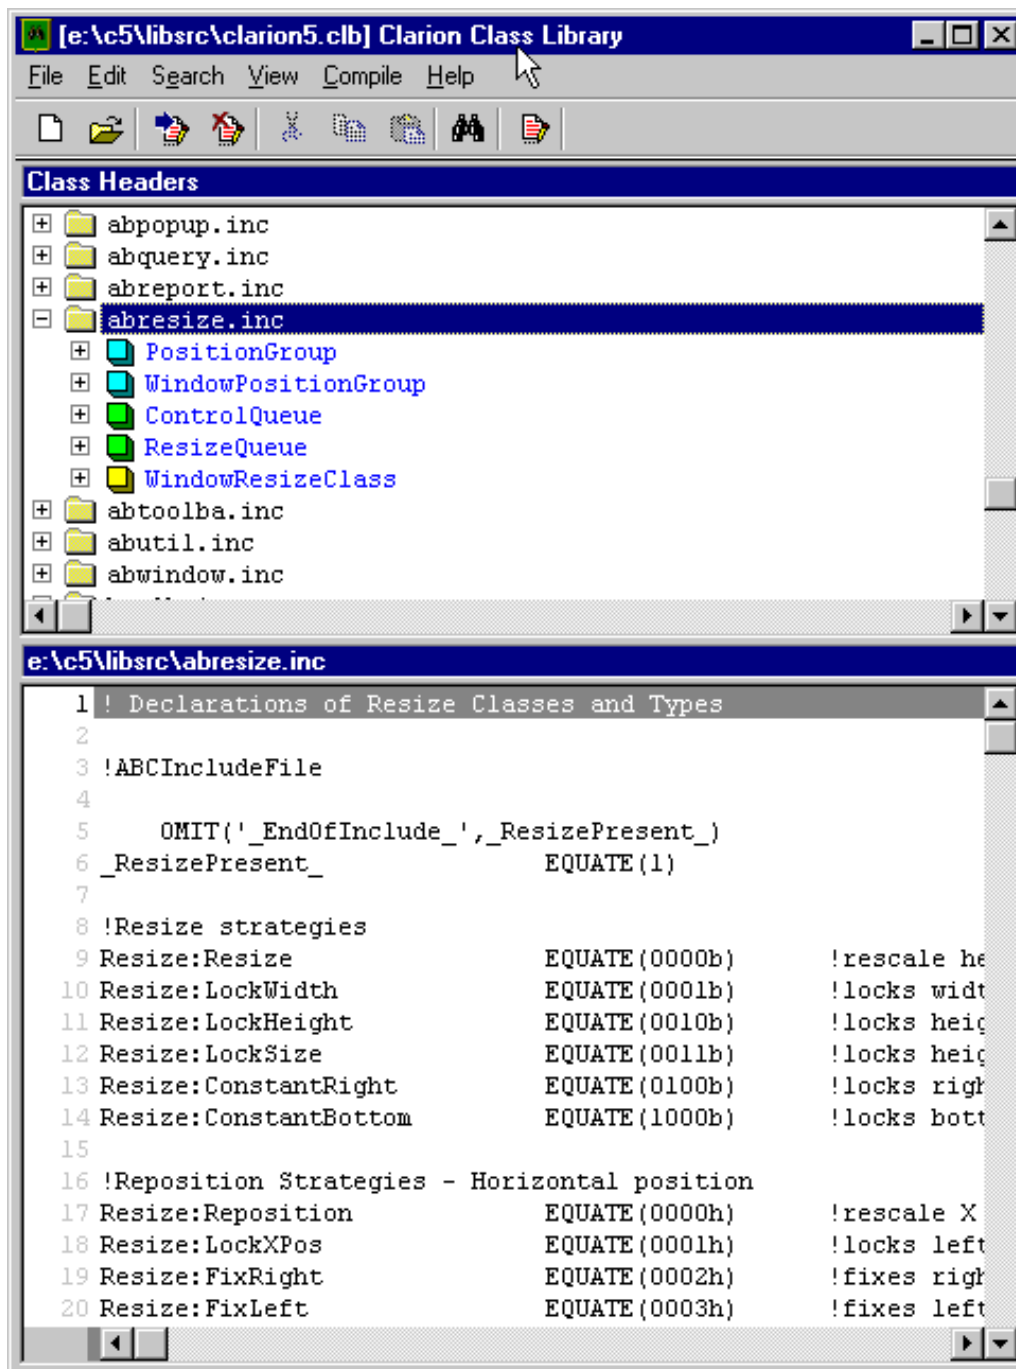 [e:\c5\libsrc\clarion5.clb] Clarion Class Library
File Edit Search View Compile Help
Class Headers
abpopup.inc
abquery.inc
abreport.inc
abresize.inc
PositionGroup
WindowPositionGroup
ControlQueue
ResizeQueue
WindowResizeClass
abtoolba.inc
abutil.inc
abwindow.inc
e:\c5\libsrc\abresize.inc
1 ! Declarations of Resize Classes and Types
2
3 !ABCIncludeFile
4
5 OMIT('_EndOfInclude_',_ResizePresent_)
6 _ResizePresent_ EQUATE(1)
7
8 !Resize strategies
9 Resize:Resize EQUATE(0000b) !rescale he
10 Resize:LockWidth EQUATE(0001b) !locks widt
11 Resize:LockHeight EQUATE(0010b) !locks heig
12 Resize:LockSize EQUATE(0011b) !locks heig
13 Resize:ConstantRight EQUATE(0100b) !locks righ
14 Resize:ConstantBottom EQUATE(1000b) !locks bott
15
16 !Reposition Strategies - Horizontal position
17 Resize:Reposition EQUATE(0000h) !rescale X
18 Resize:LockXPos EQUATE(0001h) !locks left
19 Resize:FixRight EQUATE(0002h) !fixes righ
20 Resize:FixLeft EQUATE(0003h) !fixes left